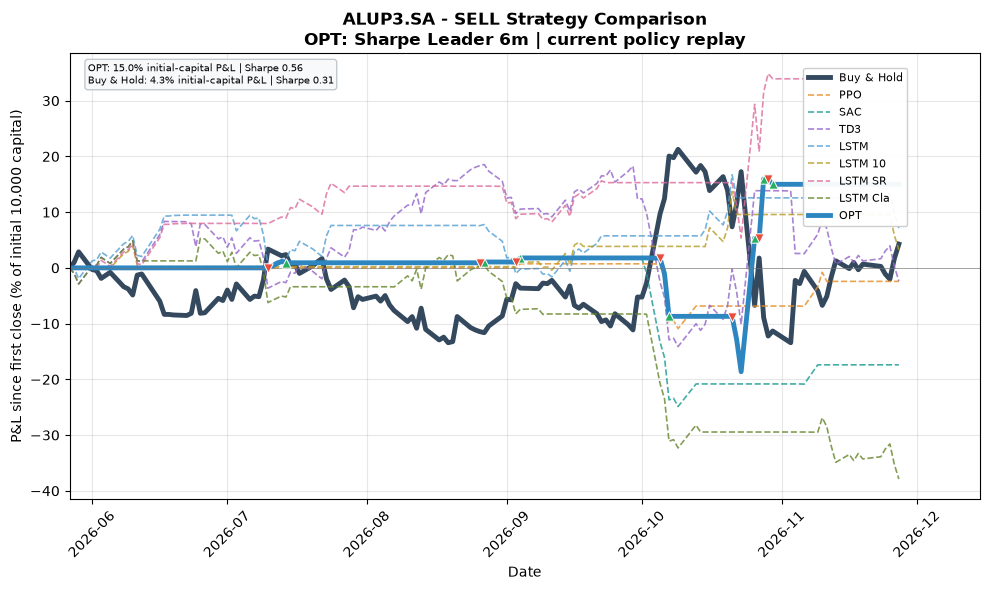 ALUP3.SA - SELL Strategy Comparison
OPT: Sharpe Leader 6m | current policy replay
OPT: 15.0% initial-capital P&L | Sharpe 0.56
Buy & Hold: 4.3% initial-capital P&L | Sharpe 0.31
Buy & Hold
PPO
SAC
TD3
LSTM
LSTM 10
LSTM SR
LSTM Cla
OPT
P&L since first close (% of initial 10,000 capital)
30
20
10
0
−10
−20
−30
−40
2026-06
2026-07
2026-08
2026-09
2026-10
2026-11
2026-12
Date